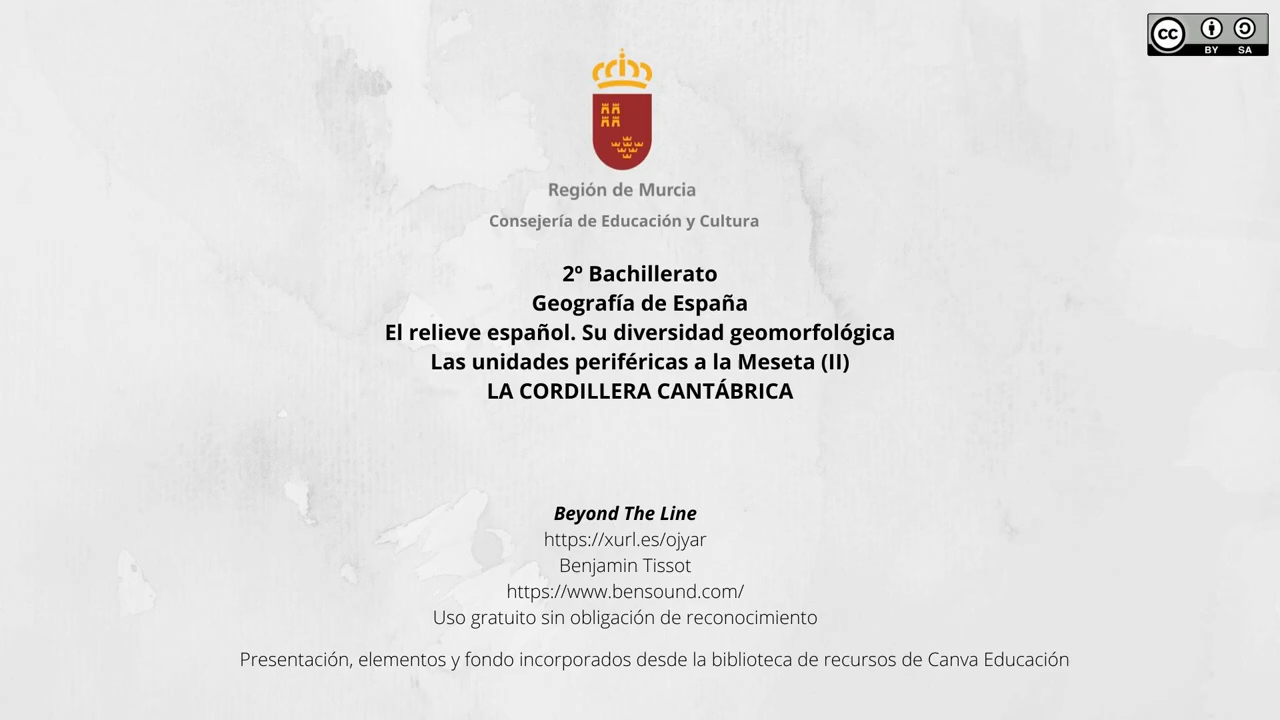 CC BY SA
Región de Murcia
Consejería de Educación y Cultura
2º Bachillerato
Geografía de España
El relieve español. Su diversidad geomorfológica
Las unidades periféricas a la Meseta (II)
LA CORDILLERA CANTÁBRICA
Beyond The Line
https://xurl.es/ojyar
Benjamin Tissot
https://www.bensound.com/
Uso gratuito sin obligación de reconocimiento
Presentación, elementos y fondo incorporados desde la biblioteca de recursos de Canva Educación